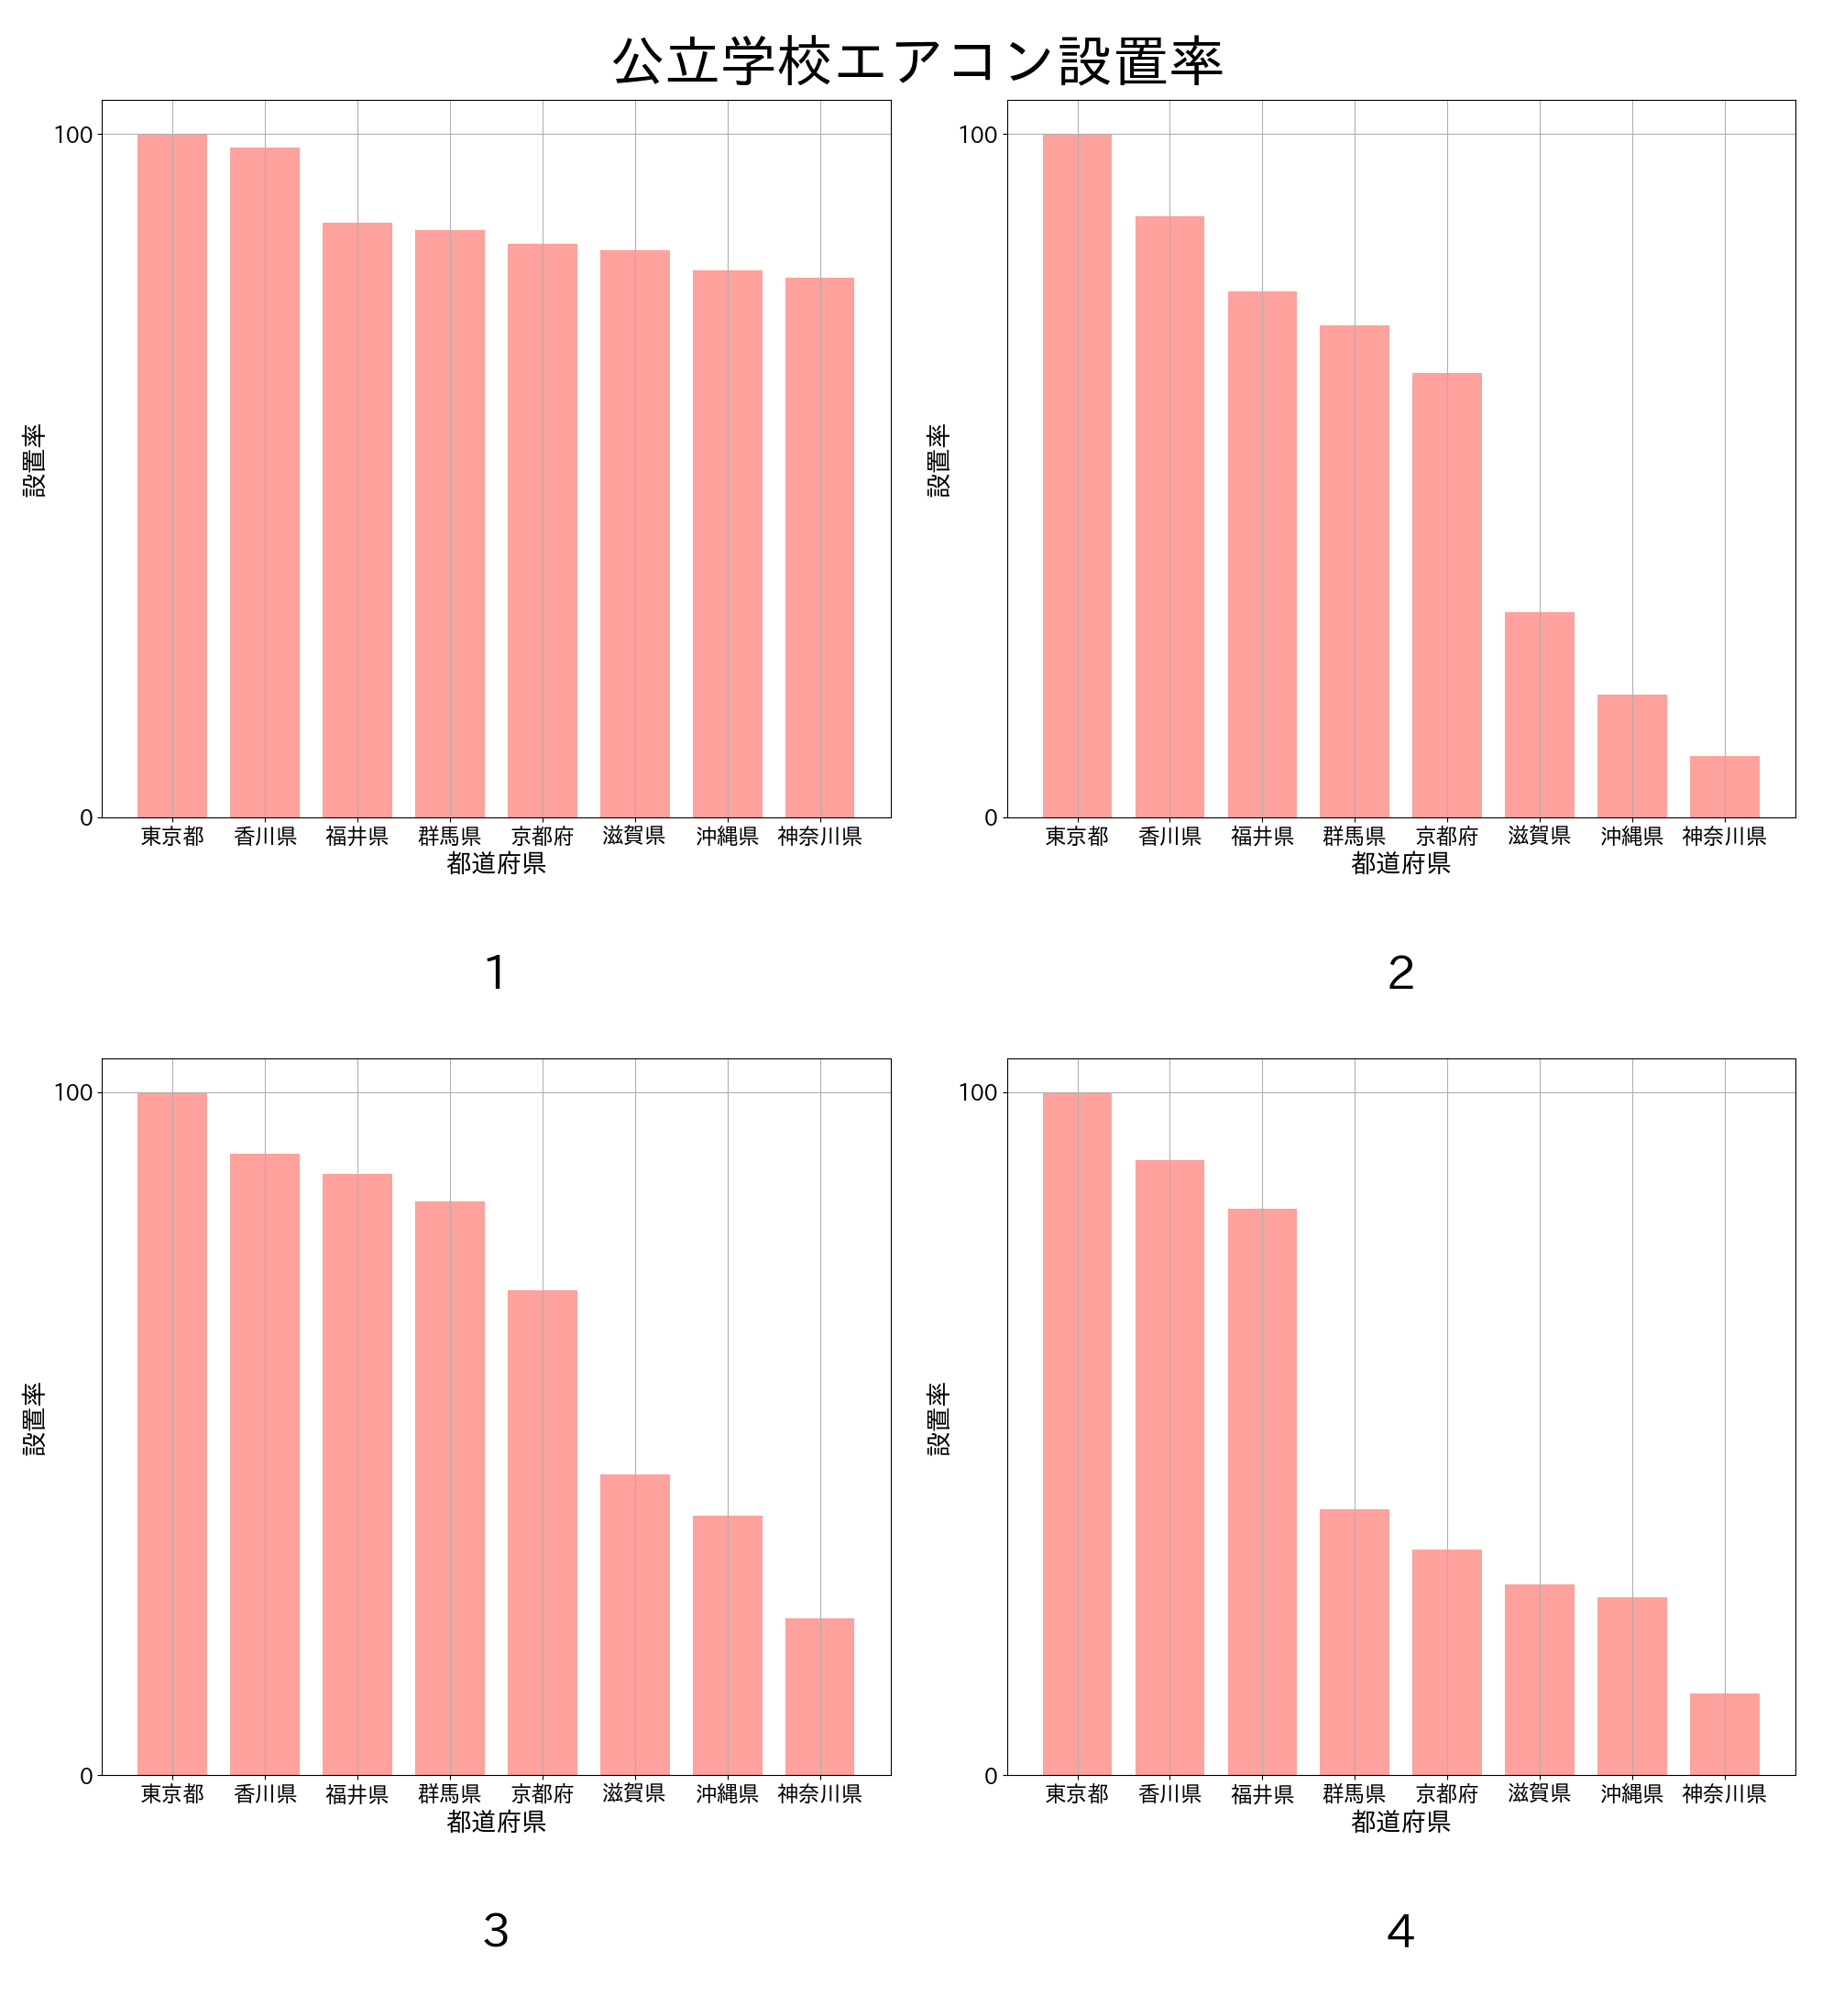 公立学校エアコン設置率
100
設置率
0
東京都 香川県 福井県 群馬県 京都府 滋賀県 沖縄県 神奈川県
都道府県
1
100
設置率
0
東京都 香川県 福井県 群馬県 京都府 滋賀県 沖縄県 神奈川県
都道府県
2
100
設置率
0
東京都 香川県 福井県 群馬県 京都府 滋賀県 沖縄県 神奈川県
都道府県
3
100
設置率
0
東京都 香川県 福井県 群馬県 京都府 滋賀県 沖縄県 神奈川県
都道府県
4